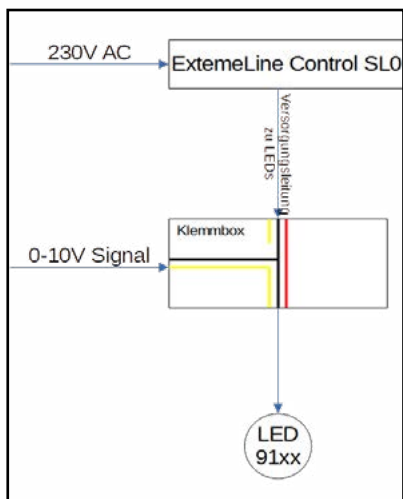 230V AC
ExtemeLine Control SL0
Versorgungsleitung
zu LEDs
Klemmbox
0-10V Signal
LED
91xx